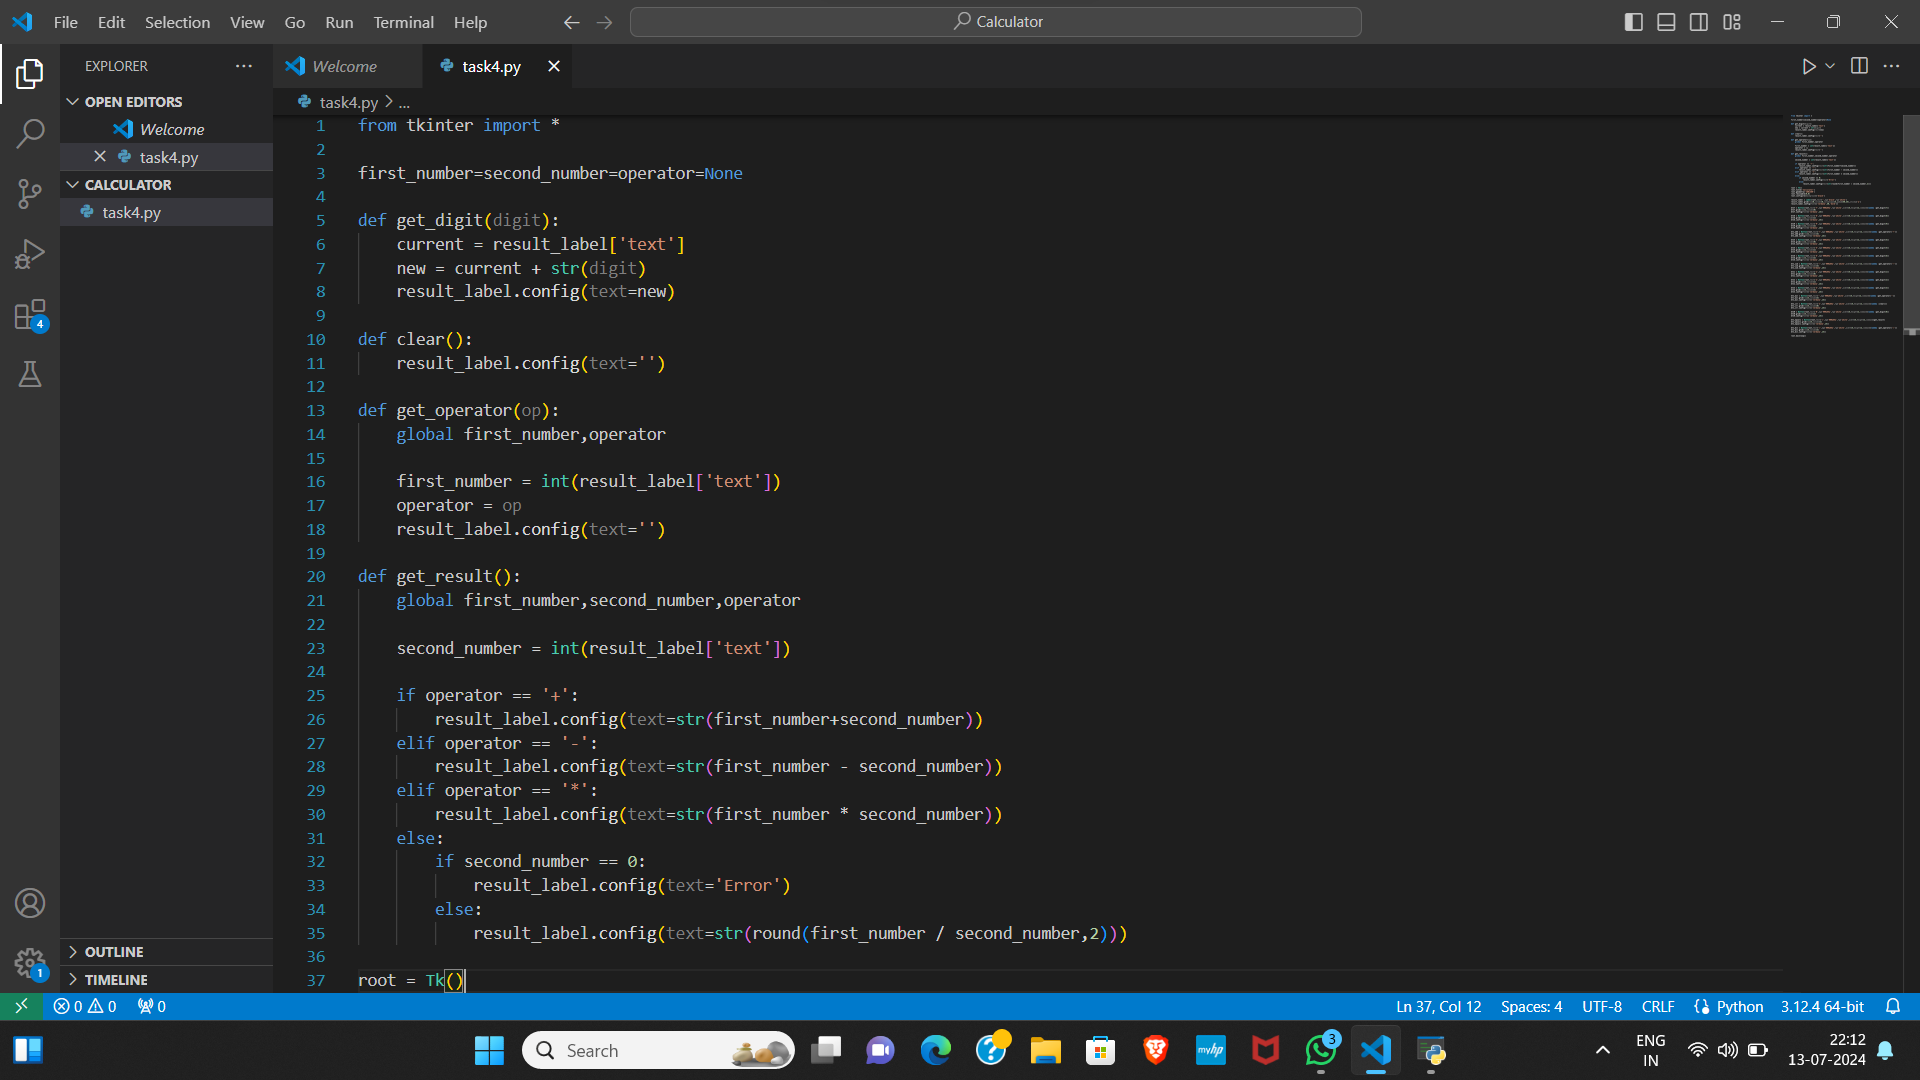 File Edit Selection View Go Run Terminal Help
Calculator
EXPLORER
OPEN EDITORS
Welcome
task4.py
CALCULATOR
task4.py
OUTLINE
TIMELINE
4
1
Welcome
task4.py
task4.py > ...
1 from tkinter import *
2
3 first_number=second_number=operator=None
4
5 def get_digit(digit):
6     current = result_label['text']
7     new = current + str(digit)
8     result_label.config(text=new)
9
10 def clear():
11     result_label.config(text='')
12
13 def get_operator(op):
14     global first_number,operator
15
16     first_number = int(result_label['text'])
17     operator = op
18     result_label.config(text='')
19
20 def get_result():
21     global first_number,second_number,operator
22
23     second_number = int(result_label['text'])
24
25     if operator == '+':
26         result_label.config(text=str(first_number+second_number))
27     elif operator == '-':
28         result_label.config(text=str(first_number - second_number))
29     elif operator == '*':
30         result_label.config(text=str(first_number * second_number))
31     else:
32         if second_number == 0:
33             result_label.config(text='Error')
34         else:
35             result_label.config(text=str(round(first_number / second_number,2)))
36
37 root = Tk()
0 0 0
Ln 37, Col 12 Spaces: 4 UTF-8 CRLF {} Python 3.12.4 64-bit
Search
myhp
3
ENG
IN
22:12
13-07-2024